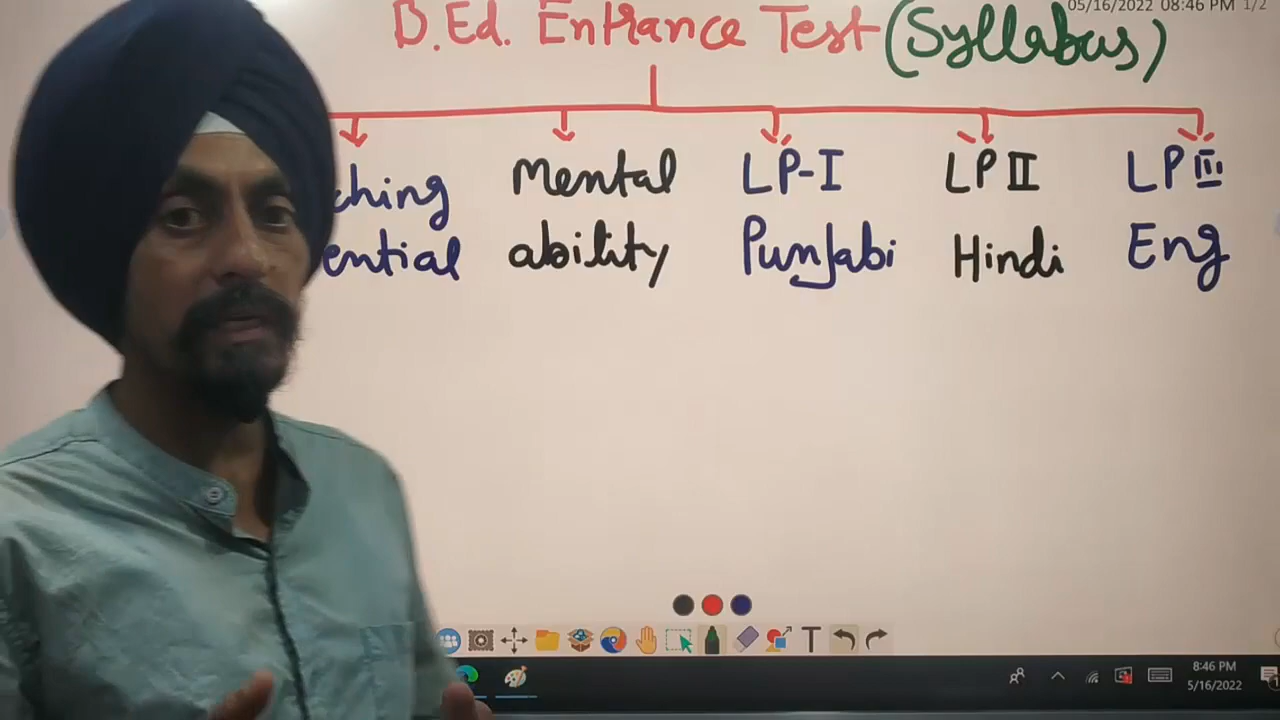 05/16/2022 08:46 PM 1/2
B.Ed. Entrance Test (Syllabus)
ching Mental LP-I LP II LP III
ential ability Punjabi Hindi Eng
T
8:46 PM
5/16/2022